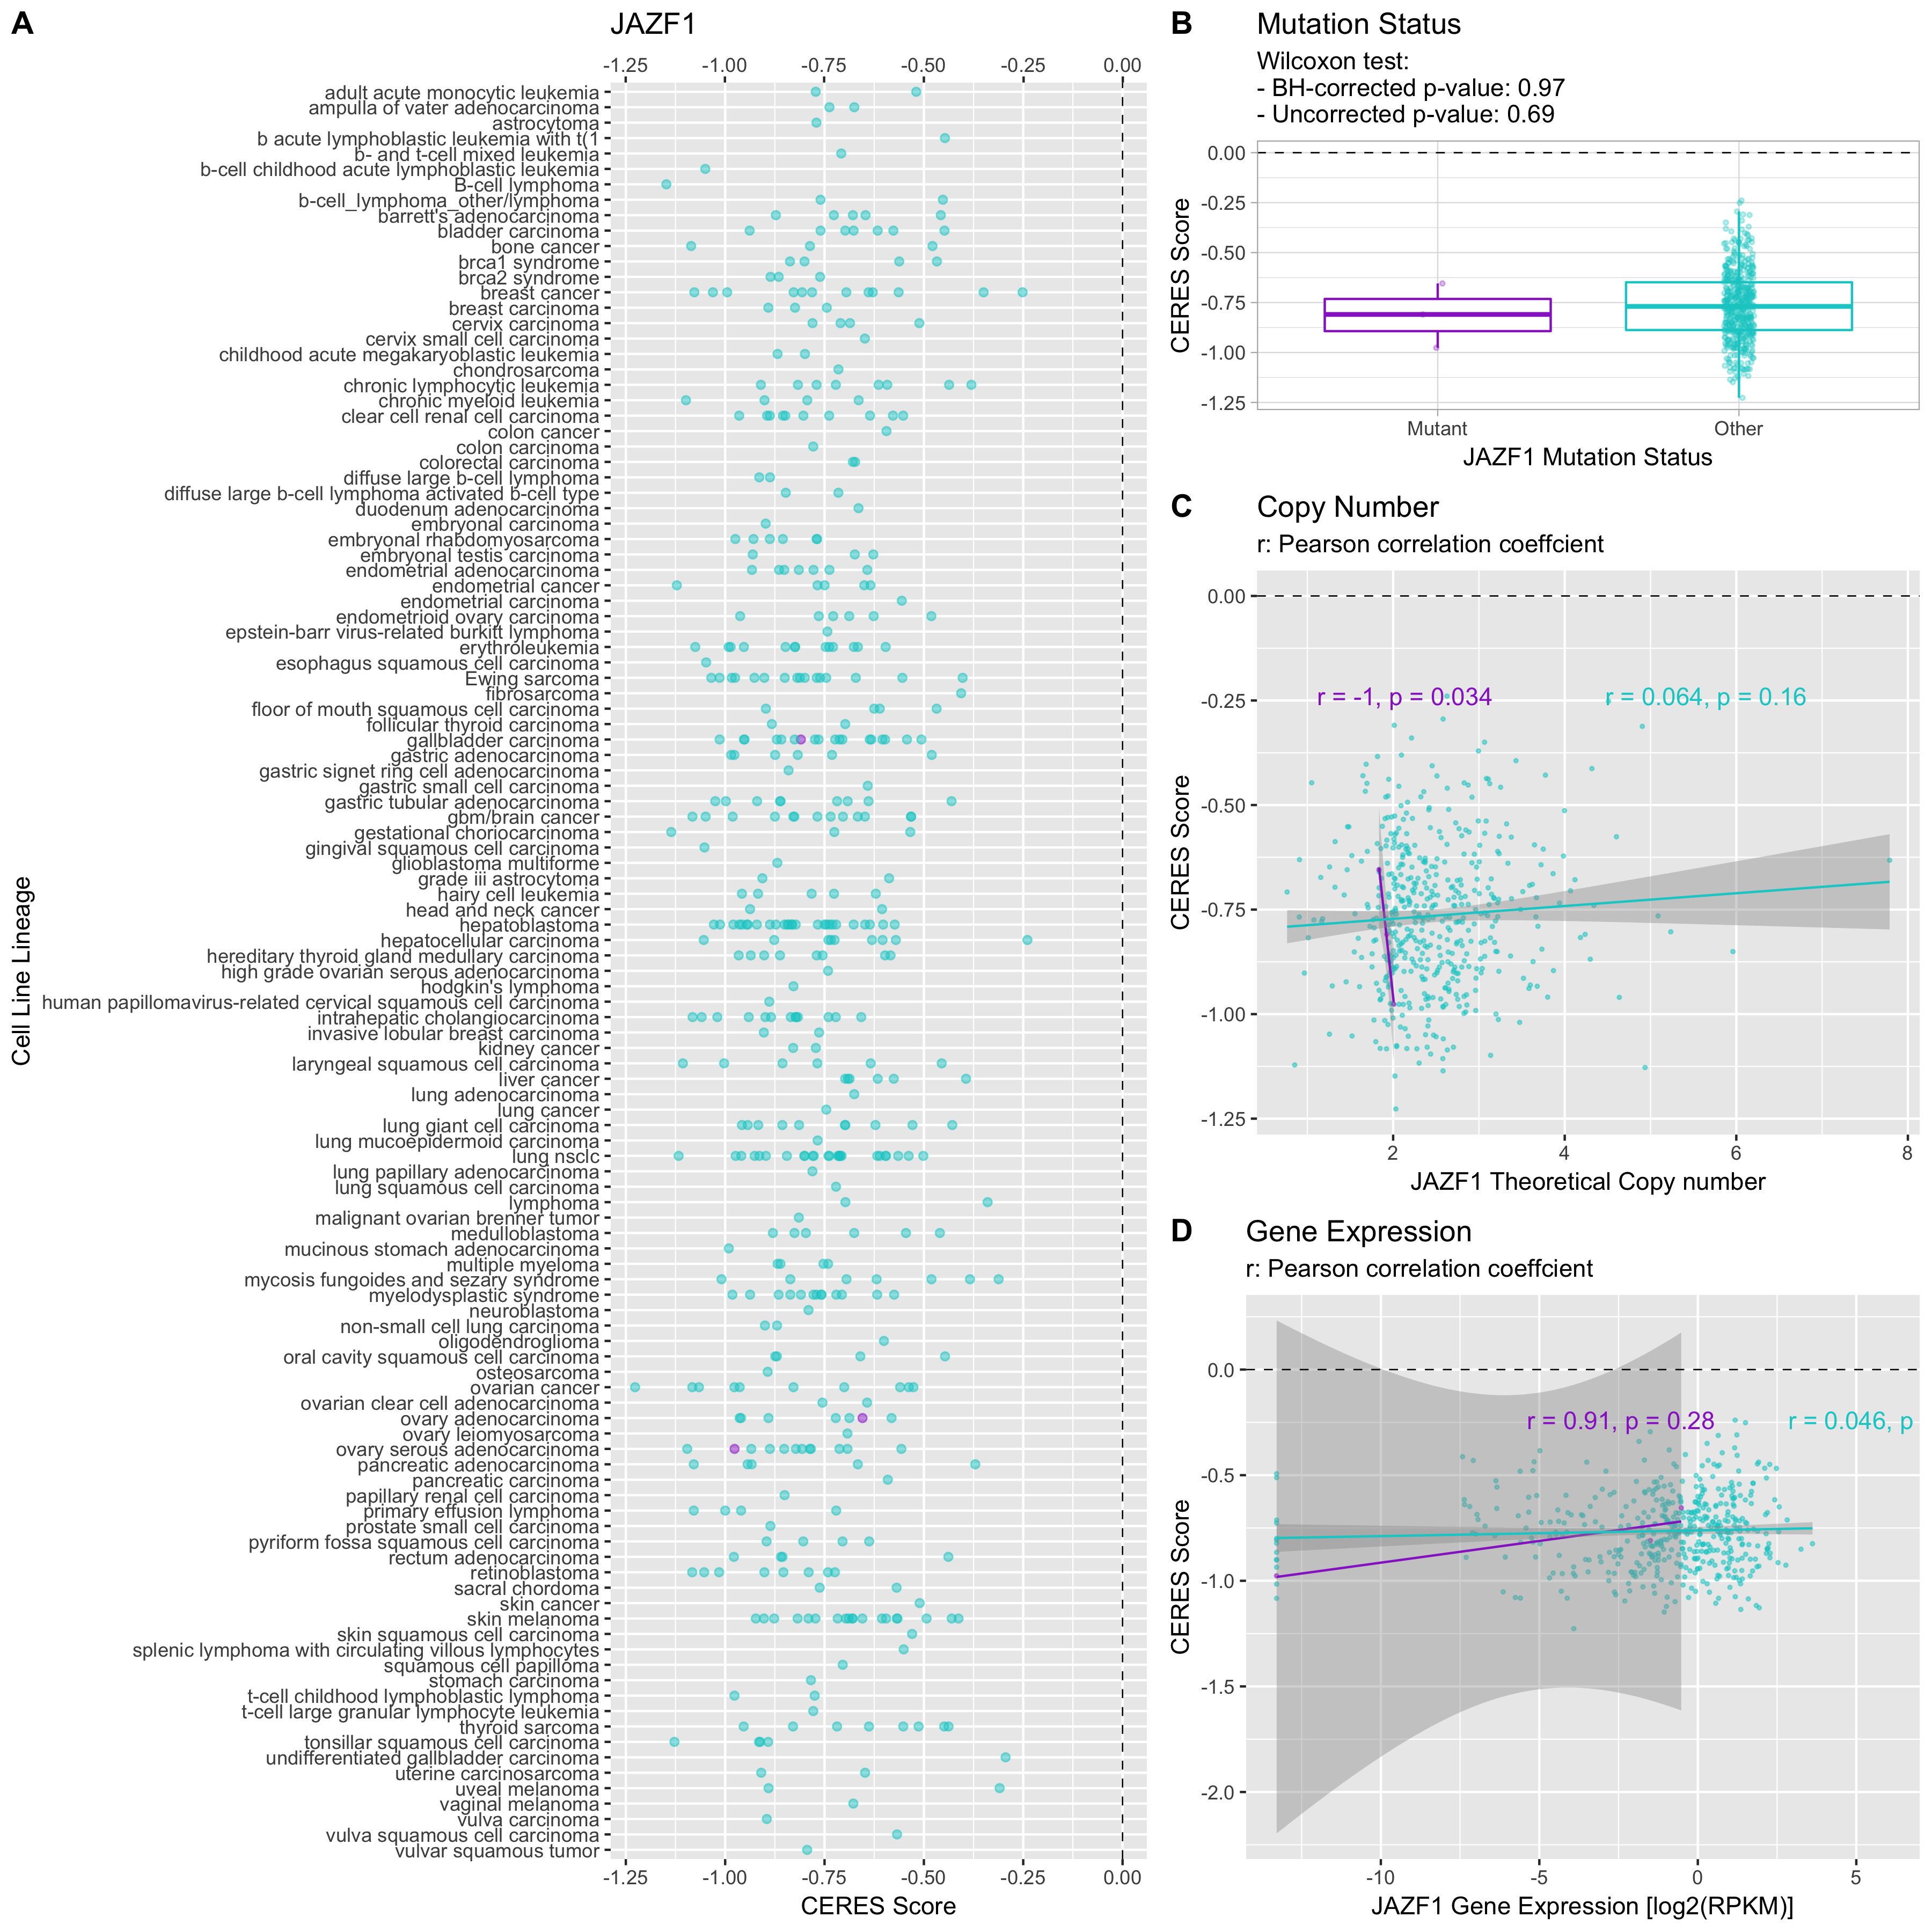 A
JAZF1
-1.25 -1.00 -0.75 -0.50 -0.25 0.00
adult acute monocytic leukemia
ampulla of vater adenocarcinoma
astrocytoma
b acute lymphoblastic leukemia with t(1
b- and t-cell mixed leukemia
b-cell childhood acute lymphoblastic leukemia
B-cell lymphoma
b-cell_lymphoma_other/lymphoma
barrett's adenocarcinoma
bladder carcinoma
bone cancer
brca1 syndrome
brca2 syndrome
breast cancer
breast carcinoma
cervix carcinoma
cervix small cell carcinoma
childhood acute megakaryoblastic leukemia
chondrosarcoma
chronic lymphocytic leukemia
chronic myeloid leukemia
clear cell renal cell carcinoma
colon cancer
colon carcinoma
colorectal carcinoma
diffuse large b-cell lymphoma
diffuse large b-cell lymphoma activated b-cell type
duodenum adenocarcinoma
embryonal carcinoma
embryonal rhabdomyosarcoma
embryonal testis carcinoma
endometrial adenocarcinoma
endometrial cancer
endometrial carcinoma
endometrioid ovary carcinoma
epstein-barr virus-related burkitt lymphoma
erythroleukemia
esophagus squamous cell carcinoma
Ewing sarcoma
fibrosarcoma
floor of mouth squamous cell carcinoma
follicular thyroid carcinoma
gallbladder carcinoma
gastric adenocarcinoma
gastric signet ring cell adenocarcinoma
gastric small cell carcinoma
gastric tubular adenocarcinoma
gbm/brain cancer
gestational choriocarcinoma
gingival squamous cell carcinoma
glioblastoma multiforme
grade iii astrocytoma
hairy cell leukemia
head and neck cancer
hepatoblastoma
hepatocellular carcinoma
hereditary thyroid gland medullary carcinoma
high grade ovarian serous adenocarcinoma
hodgkin's lymphoma
human papillomavirus-related cervical squamous cell carcinoma
intrahepatic cholangiocarcinoma
invasive lobular breast carcinoma
kidney cancer
laryngeal squamous cell carcinoma
liver cancer
lung adenocarcinoma
lung cancer
lung giant cell carcinoma
lung mucoepidermoid carcinoma
lung nsclc
lung papillary adenocarcinoma
lung squamous cell carcinoma
lymphoma
malignant ovarian brenner tumor
medulloblastoma
mucinous stomach adenocarcinoma
multiple myeloma
mycosis fungoides and sezary syndrome
myelodysplastic syndrome
neuroblastoma
non-small cell lung carcinoma
oligodendroglioma
oral cavity squamous cell carcinoma
osteosarcoma
ovarian cancer
ovarian clear cell adenocarcinoma
ovary adenocarcinoma
ovary leiomyosarcoma
ovary serous adenocarcinoma
pancreatic adenocarcinoma
pancreatic carcinoma
papillary renal cell carcinoma
primary effusion lymphoma
prostate small cell carcinoma
pyriform fossa squamous cell carcinoma
rectum adenocarcinoma
retinoblastoma
sacral chordoma
skin cancer
skin melanoma
skin squamous cell carcinoma
splenic lymphoma with circulating villous lymphocytes
squamous cell papilloma
stomach carcinoma
t-cell childhood lymphoblastic lymphoma
t-cell large granular lymphocyte leukemia
thyroid sarcoma
tonsillar squamous cell carcinoma
undifferentiated gallbladder carcinoma
uterine carcinosarcoma
uveal melanoma
vaginal melanoma
vulva carcinoma
vulva squamous cell carcinoma
vulvar squamous tumor
-1.25 -1.00 -0.75 -0.50 -0.25 0.00
CERES Score
Cell Line Lineage
B
Mutation Status
Wilcoxon test:
- BH-corrected p-value: 0.97
- Uncorrected p-value: 0.69
0.00
-0.25
-0.50
-0.75
-1.00
-1.25
CERES Score
Mutant Other
JAZF1 Mutation Status
C
Copy Number
r: Pearson correlation coeffcient
0.00
-0.25
-0.50
-0.75
-1.00
-1.25
CERES Score
r = -1, p = 0.034
r = 0.064, p = 0.16
2 4 6 8
JAZF1 Theoretical Copy number
D
Gene Expression
r: Pearson correlation coeffcient
0.0
-0.5
-1.0
-1.5
-2.0
CERES Score
r = 0.91, p = 0.28
r = 0.046, p
-10 -5 0 5
JAZF1 Gene Expression [log2(RPKM)]